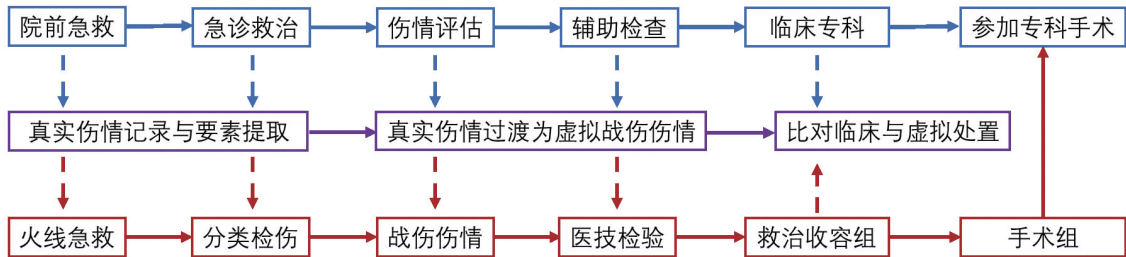 院前急救
急诊救治
伤情评估
辅助检查
临床专科
参加专科手术
真实伤情记录与要素提取
真实伤情过渡为虚拟战伤伤情
比对临床与虚拟处置
火线急救
分类检伤
战伤伤情
医技检验
救治收容组
手术组